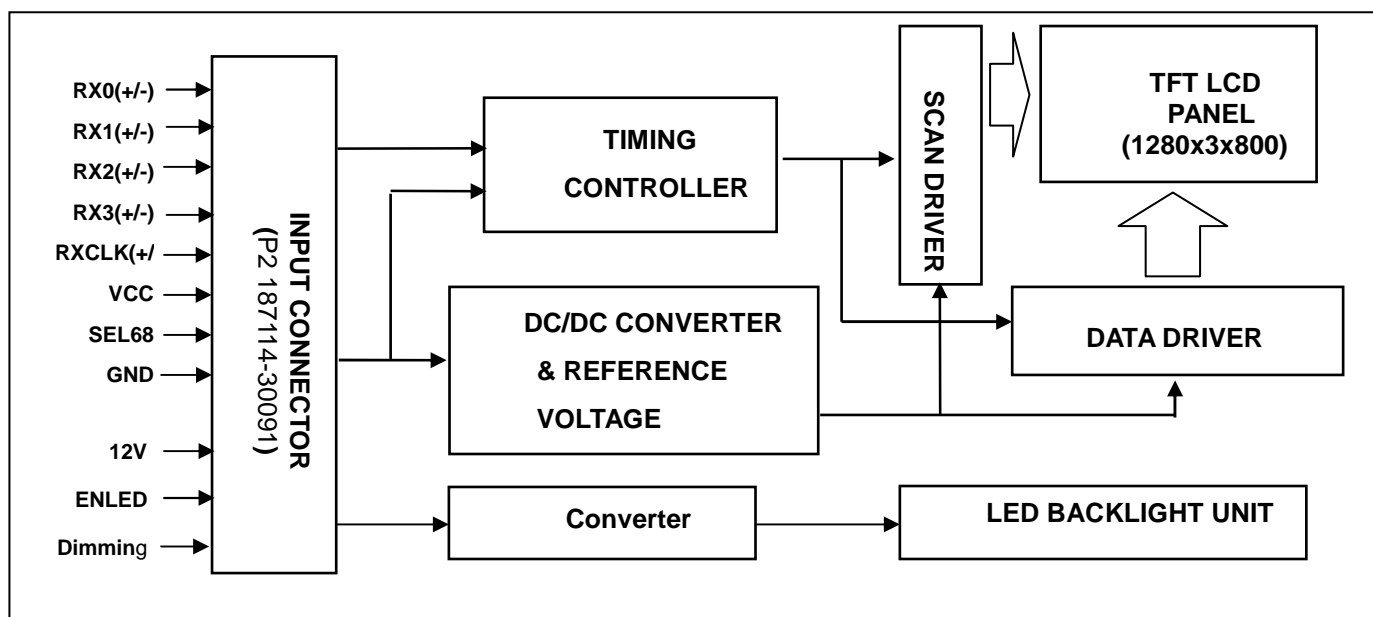 RX0(+/-)
RX1(+/-)
RX2(+/-)
RX3(+/-)
RXCLK(+/
VCC
SEL68
GND
12V
ENLED
Dimming
INPUT CONNECTOR
(P2 187114-30091)
TIMING
CONTROLLER
DC/DC CONVERTER
& REFERENCE
VOLTAGE
Converter
SCAN DRIVER
TFT LCD
PANEL
(1280x3x800)
DATA DRIVER
LED BACKLIGHT UNIT